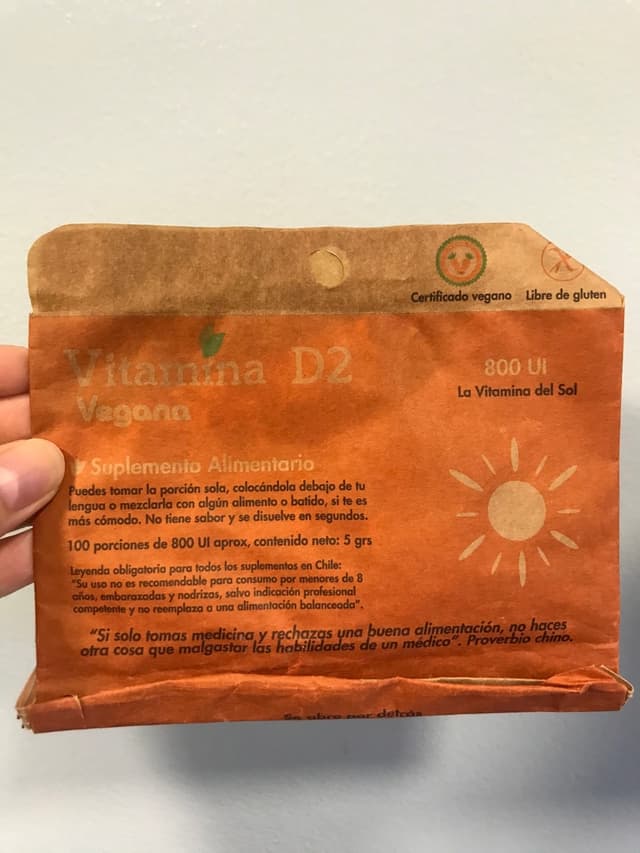 Certificado vegano Libre de gluten
Vitamina D2
Vegana
800 UI
La Vitamina del Sol
Suplemento Alimentario
Puedes tomar la porción sola, colocándola debajo de tu
lengua o mezclarla con algún alimento o batido, si te es
más cómodo. No tiene sabor y se disuelve en segundos.
100 porciones de 800 UI aprox, contenido neto: 5 grs
Leyenda obligatoria para todos los suplementos en Chile:
"Su uso no es recomendable para consumo por menores de 8
años, embarazadas y nodrizas, salvo indicación profesional
competente y no reemplaza a una alimentación balanceada".
"Si solo tomas medicina y rechazas una buena alimentación, no haces
otra cosa que malgastar las habilidades de un médico". Proverbio chino.
Se abre por detrás